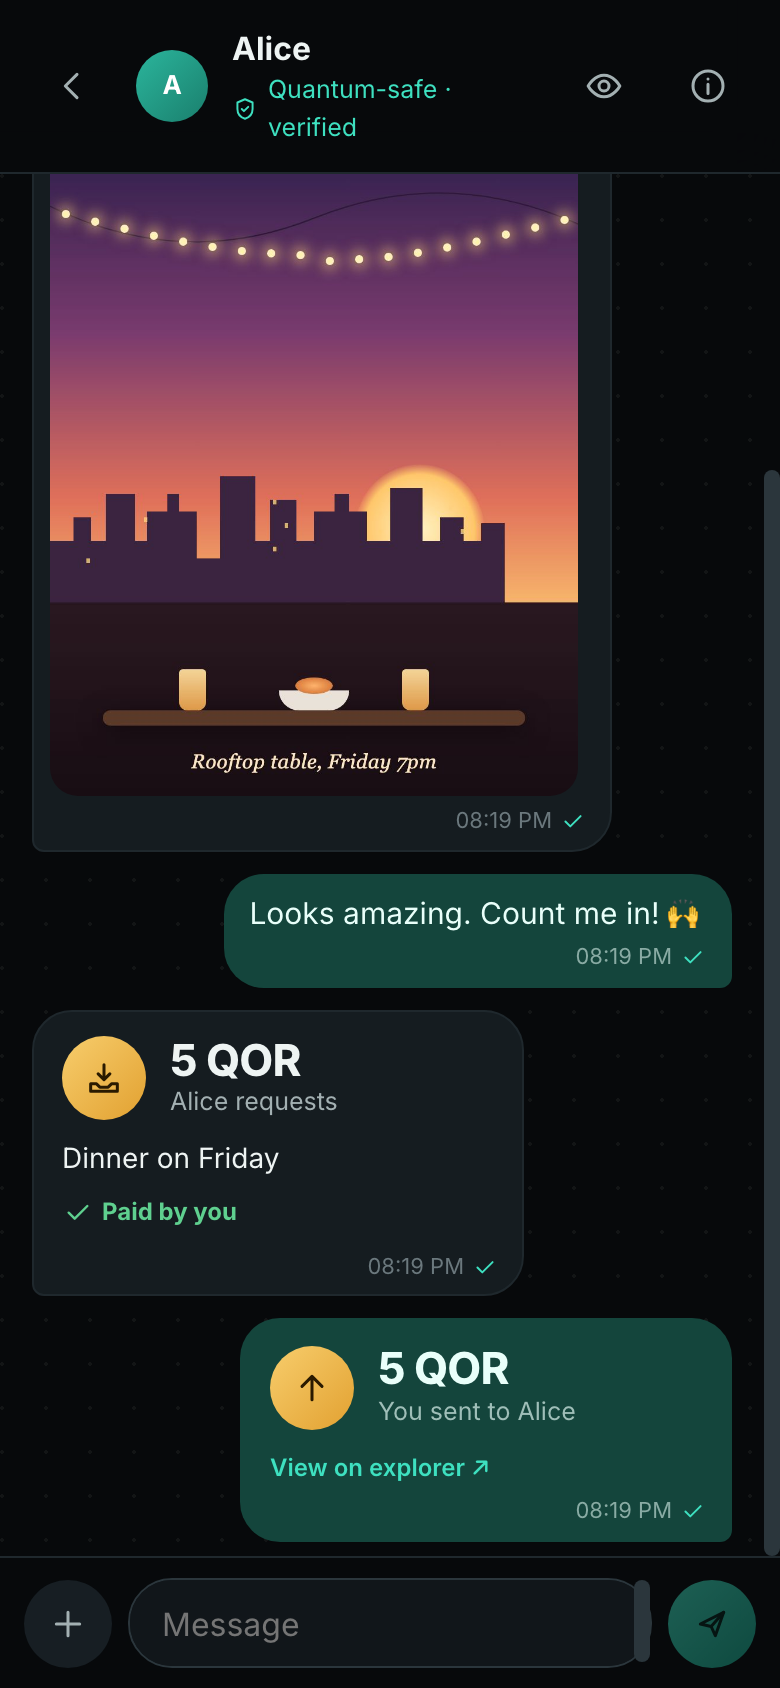 Alice
A
Quantum-safe ·
verified
Rooftop table, Friday 7pm
08:19 PM
Looks amazing. Count me in! 🙌
08:19 PM
5 QOR
Alice requests
Dinner on Friday
Paid by you
08:19 PM
5 QOR
You sent to Alice
View on explorer ↗
08:19 PM
Message